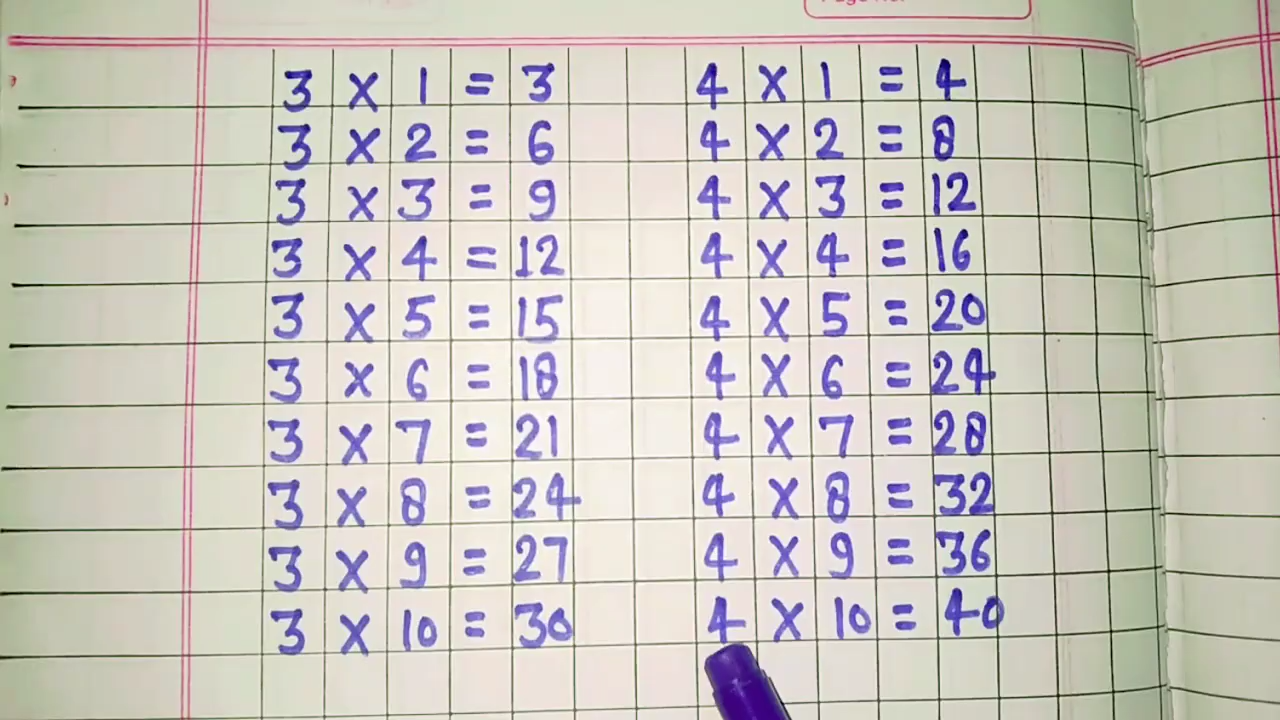 3 X 1 = 3
3 X 2 = 6
3 X 3 = 9
3 X 4 = 12
3 X 5 = 15
3 X 6 = 18
3 X 7 = 21
3 X 8 = 24
3 X 9 = 27
3 X 10 = 30
4 X 1 = 4
4 X 2 = 8
4 X 3 = 12
4 X 4 = 16
4 X 5 = 20
4 X 6 = 24
4 X 7 = 28
4 X 8 = 32
4 X 9 = 36
4 X 10 = 40